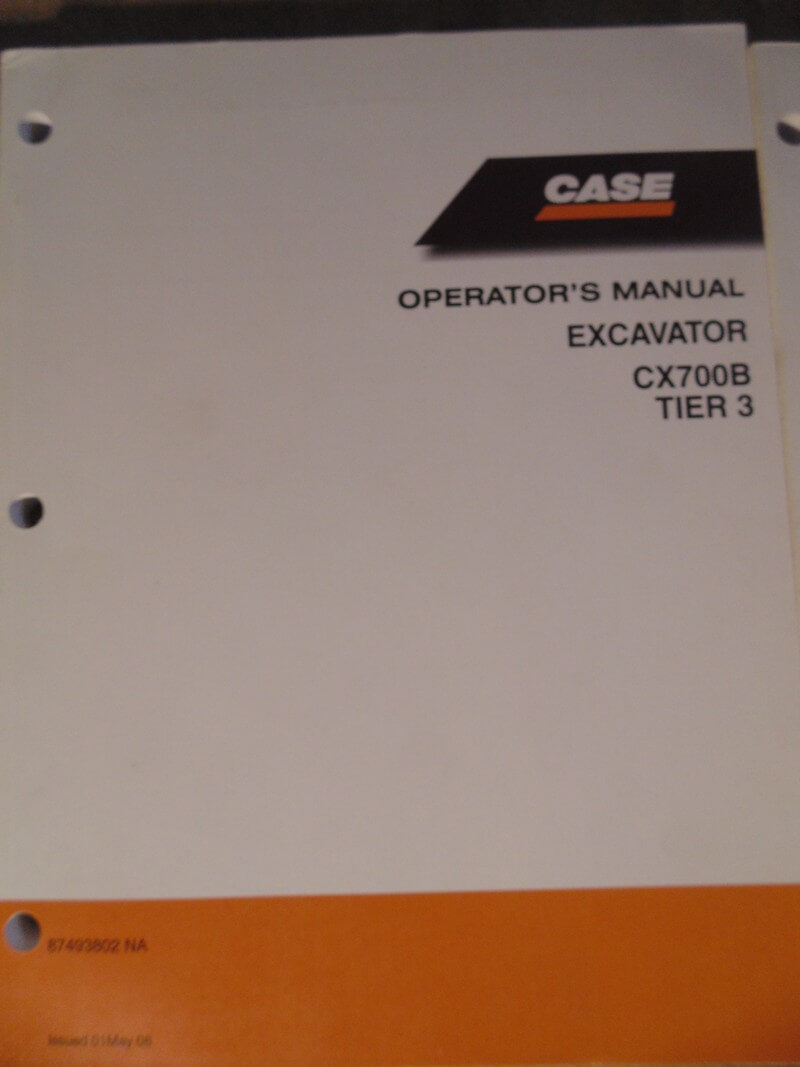 CASE
OPERATOR'S MANUAL
EXCAVATOR
CX700B
TIER 3
87493802 NA
Issued 01May 06